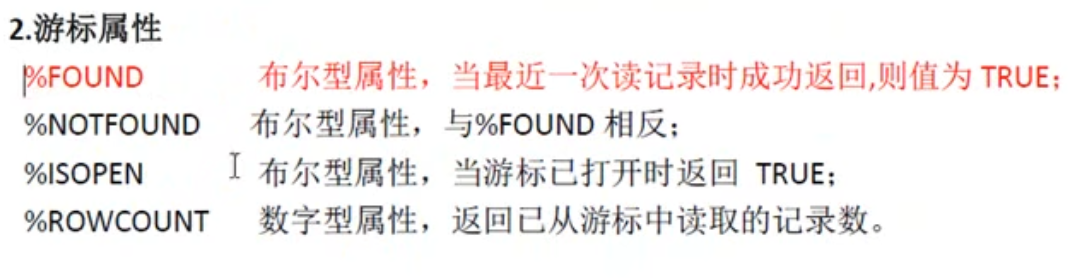 2.游标属性
%FOUND 布尔型属性，当最近一次读记录时成功返回,则值为 TRUE；
%NOTFOUND 布尔型属性，与%FOUND 相反；
%ISOPEN 布尔型属性，当游标已打开时返回 TRUE；
%ROWCOUNT 数字型属性，返回已从游标中读取的记录数。